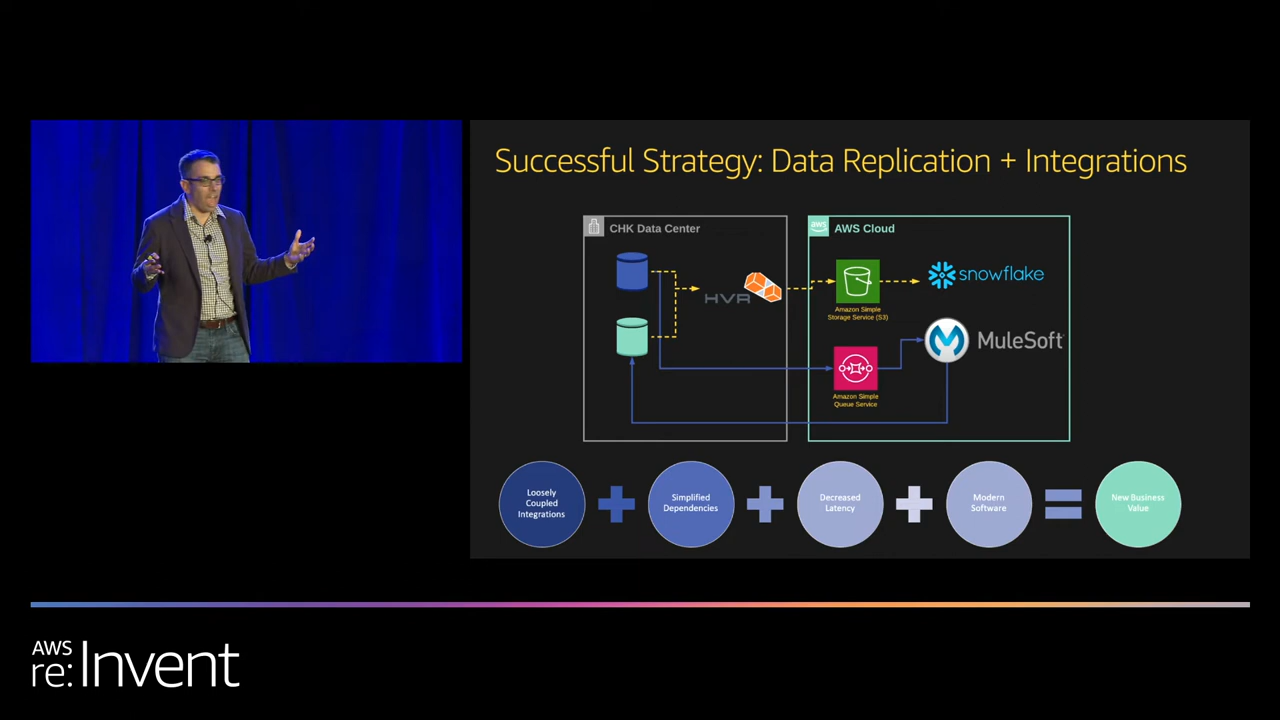 Successful Strategy: Data Replication + Integrations
CHK Data Center
aws
AWS Cloud
HVR
snowflake
Amazon Simple
Storage Service (S3)
MuleSoft
Amazon Simple
Queue Service
Loosely
Coupled
Integrations
Simplified
Dependencies
Decreased
Latency
Modern
Software
New Business
Value
AWS
re:Invent